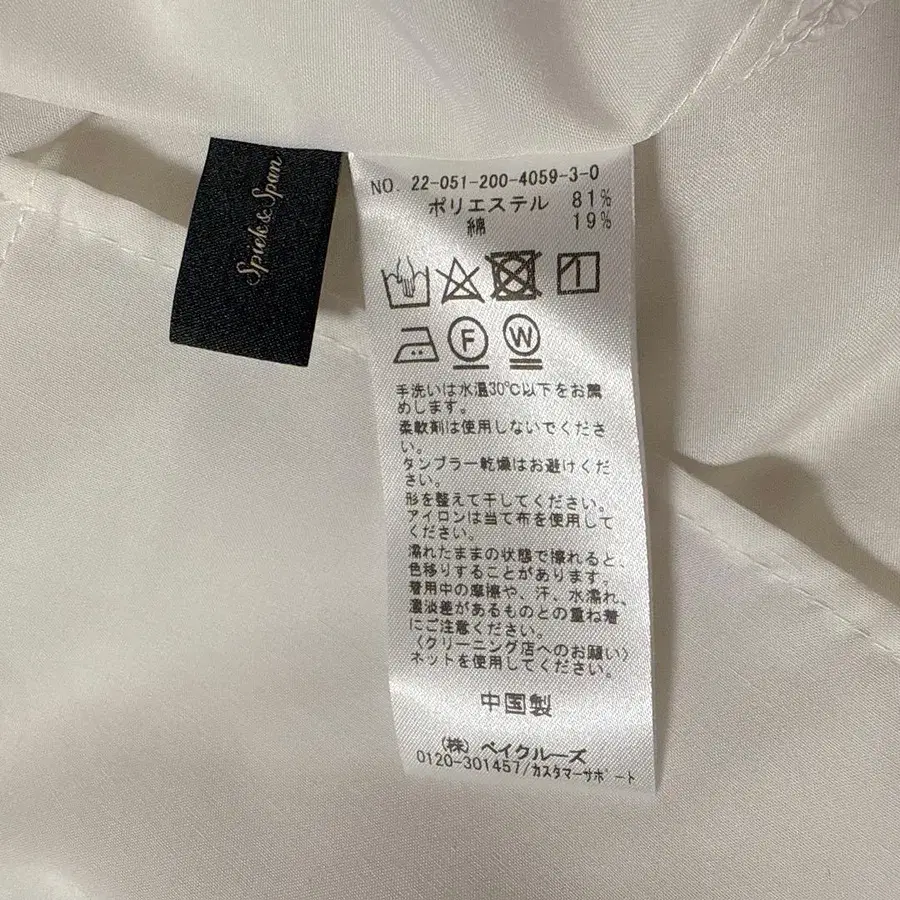 Spick & Span
NO. 22-051-200-4059-3-0
ポリエステル 81%
綿 19%
F W
手洗いは水温30℃以下をお薦
めします。
柔軟剤は使用しないでくださ
い。
タンブラー乾燥はお避けくだ
さい。
形を整えて干してください。
アイロンは当て布を使用して
ください。
濡れたままの状態で擦れると、
色移りすることがあります。
着用中の摩擦や、汗、水濡れ、
濃淡差があるものとの重ね着
にご注意ください。
〈クリーニング店へのお願い〉
ネットを使用してください。
中国製
(株) ベイクルーズ
0120-301457/カスタマーサポート